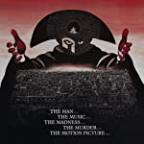 THE MAN...
THE MUSIC...
THE MADNESS...
THE MURDER...
THE MOTION PICTURE...